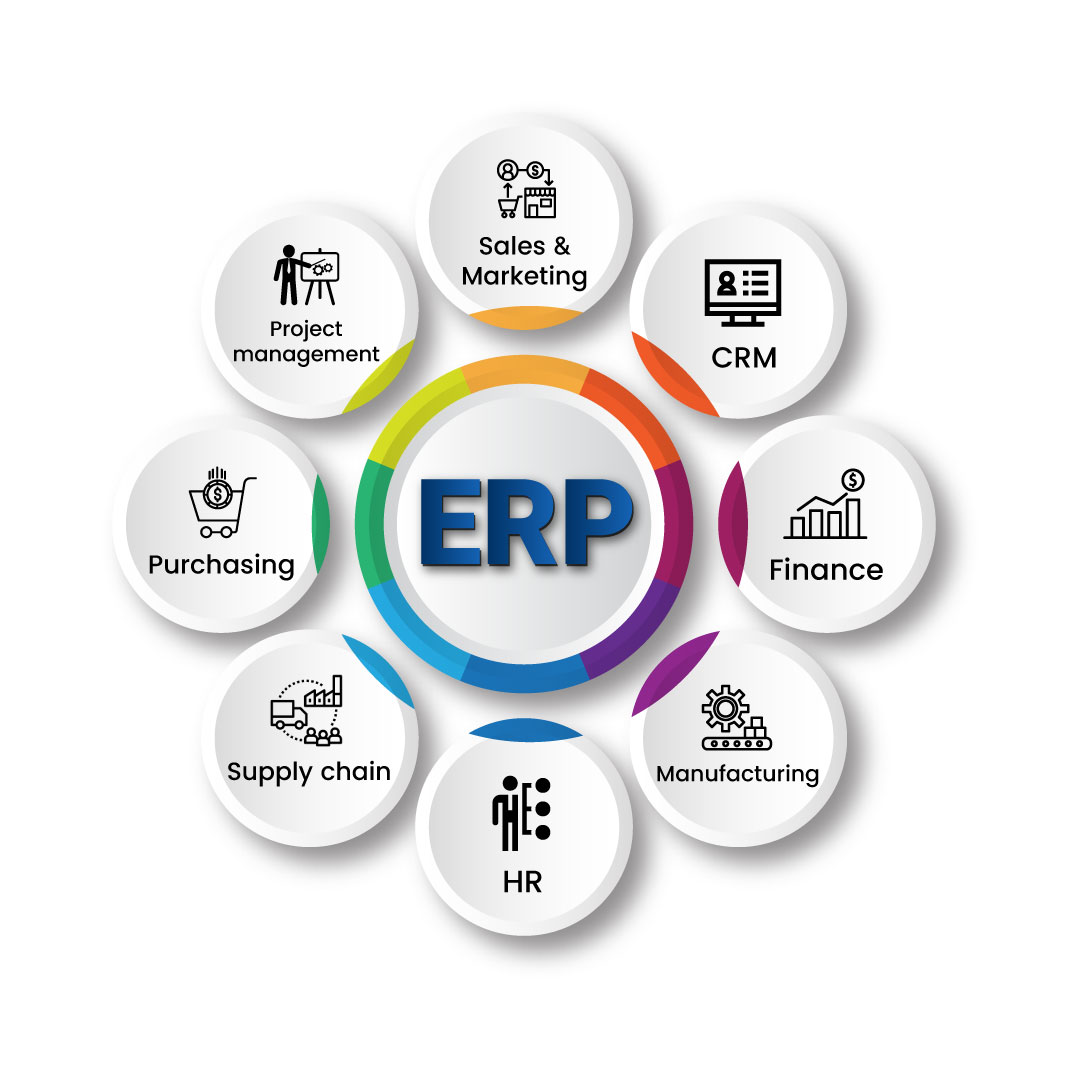 Sales &
Marketing
Project
management
CRM
ERP
Purchasing
Finance
Supply chain
Manufacturing
HR